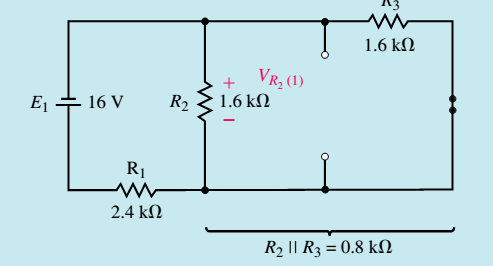 R3
1.6 kΩ
+ V_R₂ (1)
E₁ 16 V R₂ 1.6 kΩ
−
R₁
2.4 kΩ
R₂ || R₃ = 0.8 kΩ